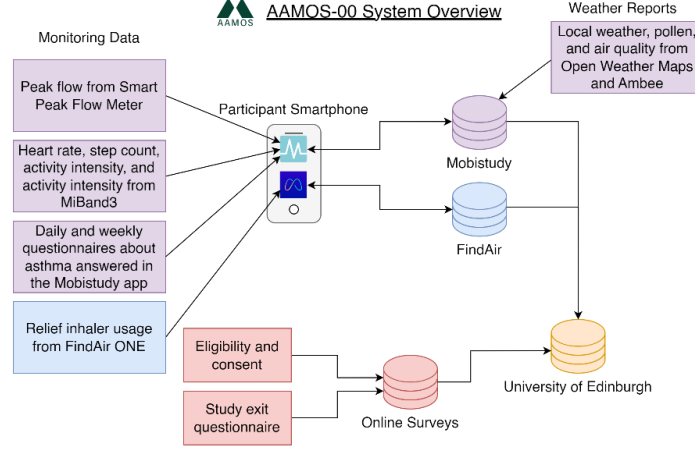 AAMOS
AAMOS-00 System Overview
Weather Reports
Monitoring Data
Local weather, pollen,
and air quality from
Open Weather Maps
and Ambee
Peak flow from Smart
Peak Flow Meter
Participant Smartphone
Heart rate, step count,
activity intensity, and
activity intensity from
MiBand3
Mobistudy
Daily and weekly
questionnaires about
asthma answered in
the Mobistudy app
FindAir
Relief inhaler usage
from FindAir ONE
Eligibility and
consent
University of Edinburgh
Study exit
questionnaire
Online Surveys